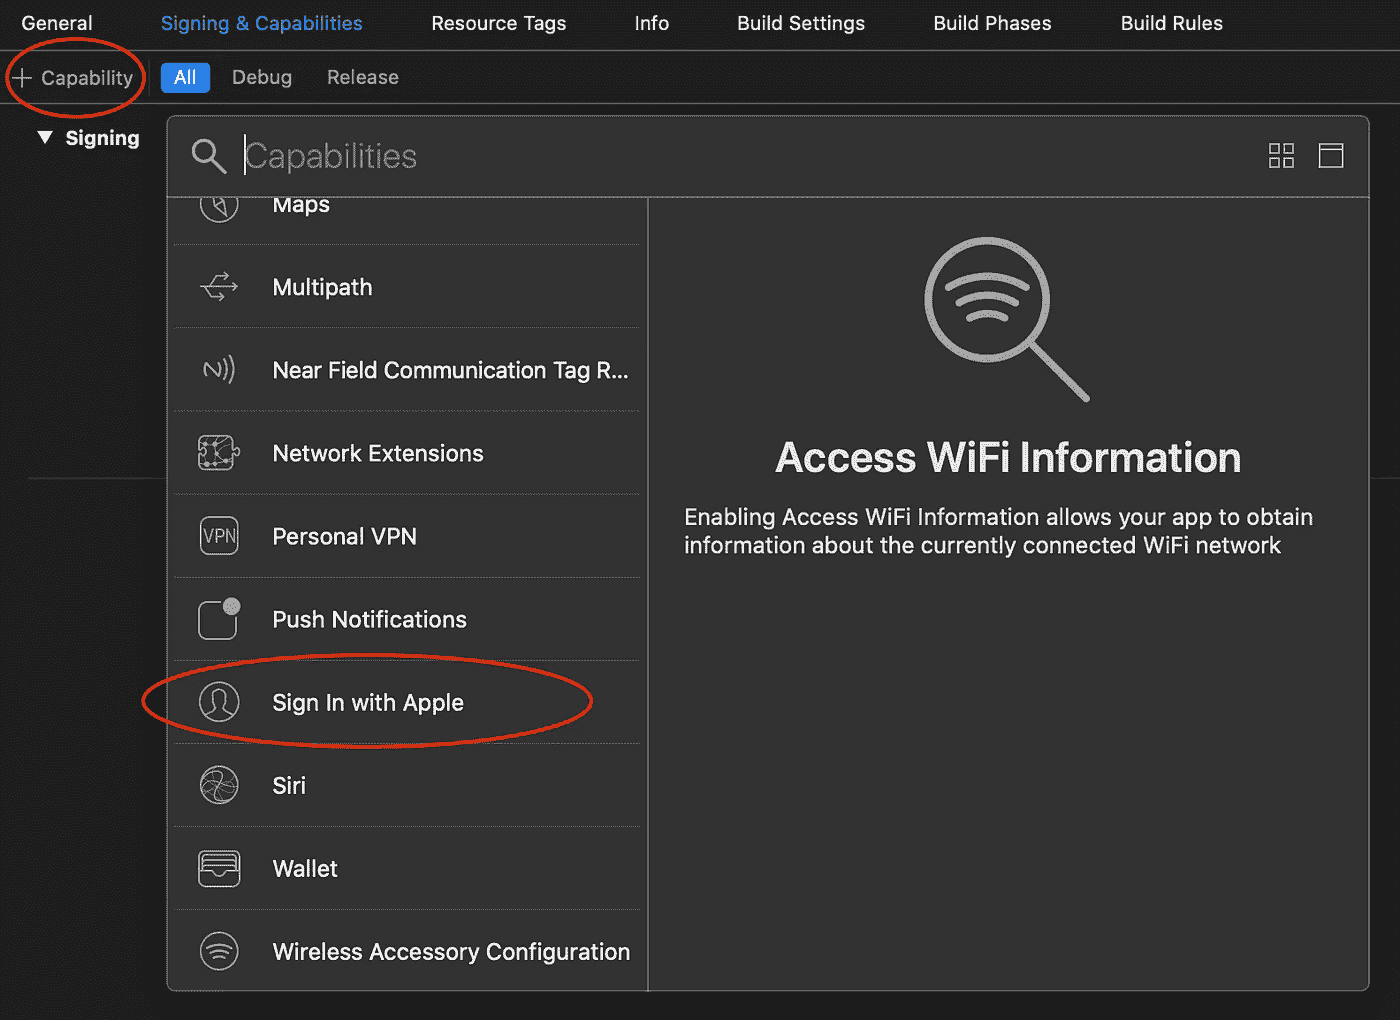 General Signing & Capabilities Resource Tags Info Build Settings Build Phases Build Rules
+ Capability All Debug Release
Signing
Capabilities
Maps
Multipath
Near Field Communication Tag R...
Network Extensions
VPN Personal VPN
Push Notifications
Sign In with Apple
Siri
Wallet
Wireless Accessory Configuration
Access WiFi Information
Enabling Access WiFi Information allows your app to obtain
information about the currently connected WiFi network